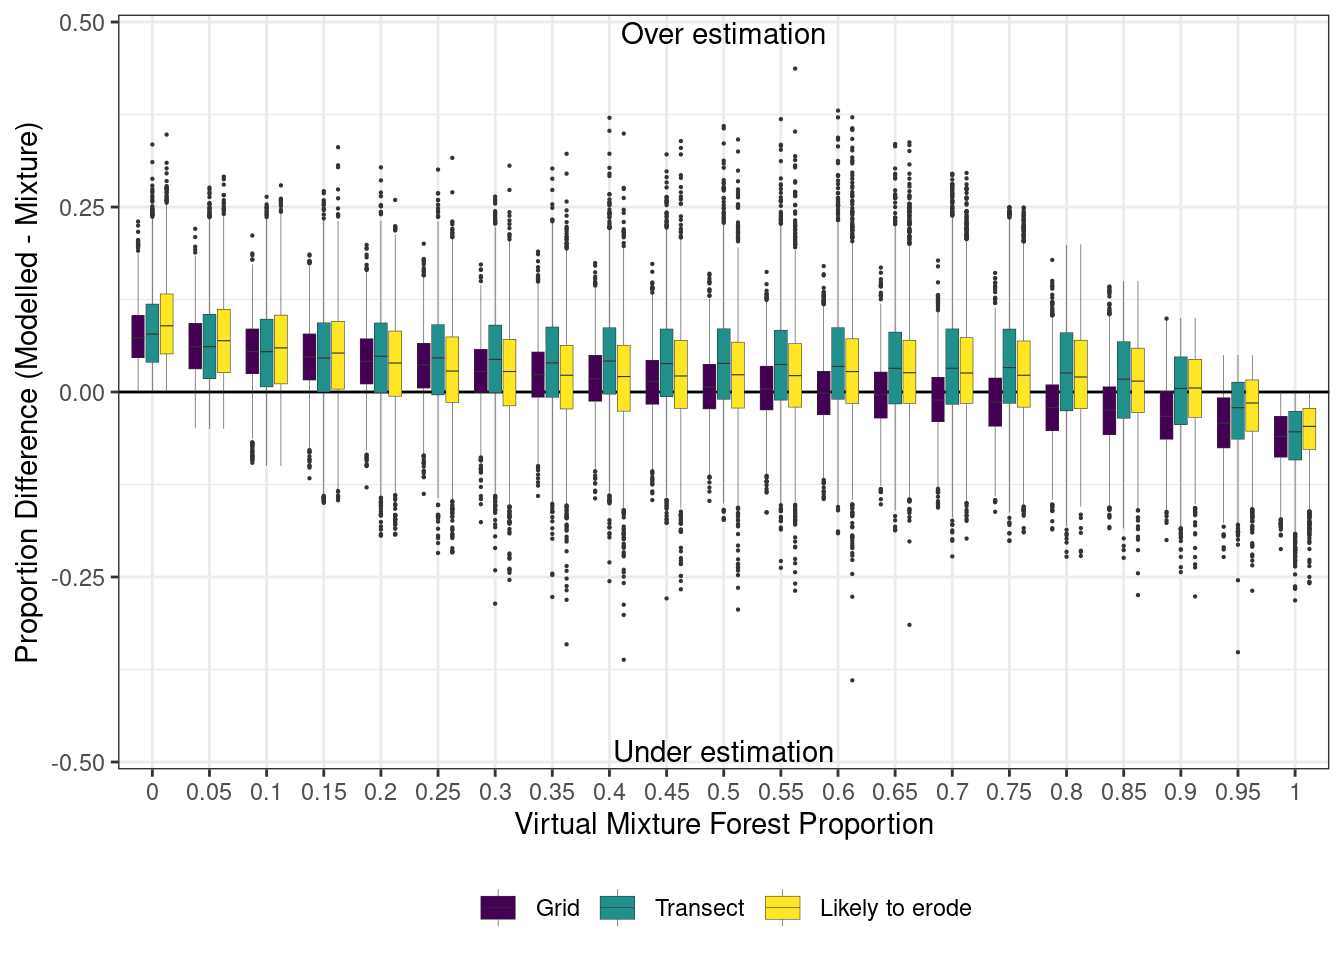 Proportion Difference (Modelled - Mixture)
0.50
0.25
0.00
-0.25
-0.50
Over estimation
Under estimation
0 0.05 0.1 0.15 0.2 0.25 0.3 0.35 0.4 0.45 0.5 0.55 0.6 0.65 0.7 0.75 0.8 0.85 0.9 0.95 1
Virtual Mixture Forest Proportion
Grid Transect Likely to erode